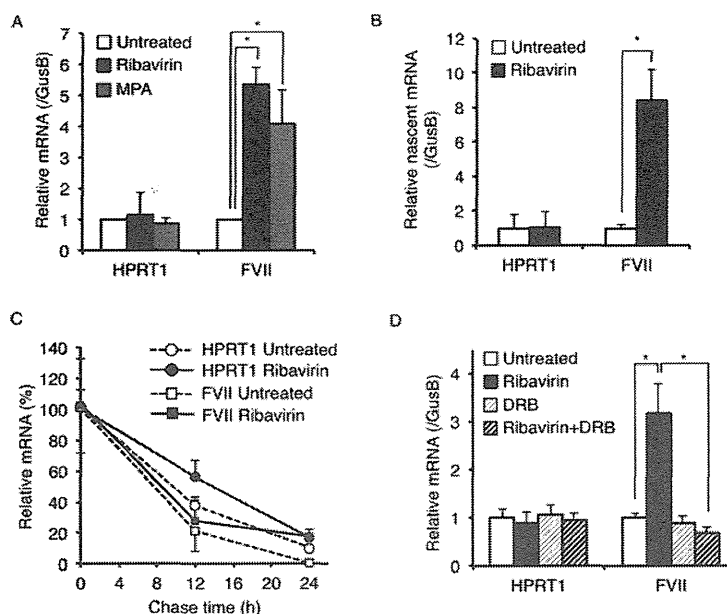 A
Relative mRNA (/GusB)
7
6
5
4
3
2
1
0
Untreated
Ribavirin
MPA
*
*
HPRT1
FVII
B
Relative nascent mRNA
(/GusB)
12
10
8
6
4
2
0
Untreated
Ribavirin
*
HPRT1
FVII
C
Relative mRNA (%)
140
120
100
80
60
40
20
0
HPRT1 Untreated
HPRT1 Ribavirin
FVII Untreated
FVII Ribavirin
0 4 8 12 16 20 24
Chase time (h)
D
Relative mRNA (/GusB)
4
3
2
1
0
Untreated
Ribavirin
DRB
Ribavirin+DRB
*
*
HPRT1
FVII